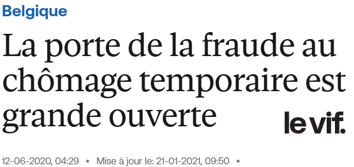 Belgique
La porte de la fraude au
chômage temporaire est
grande ouverte
le vif.
12-06-2020, 04:29 • Mise à jour le: 21-01-2021, 09:50 •